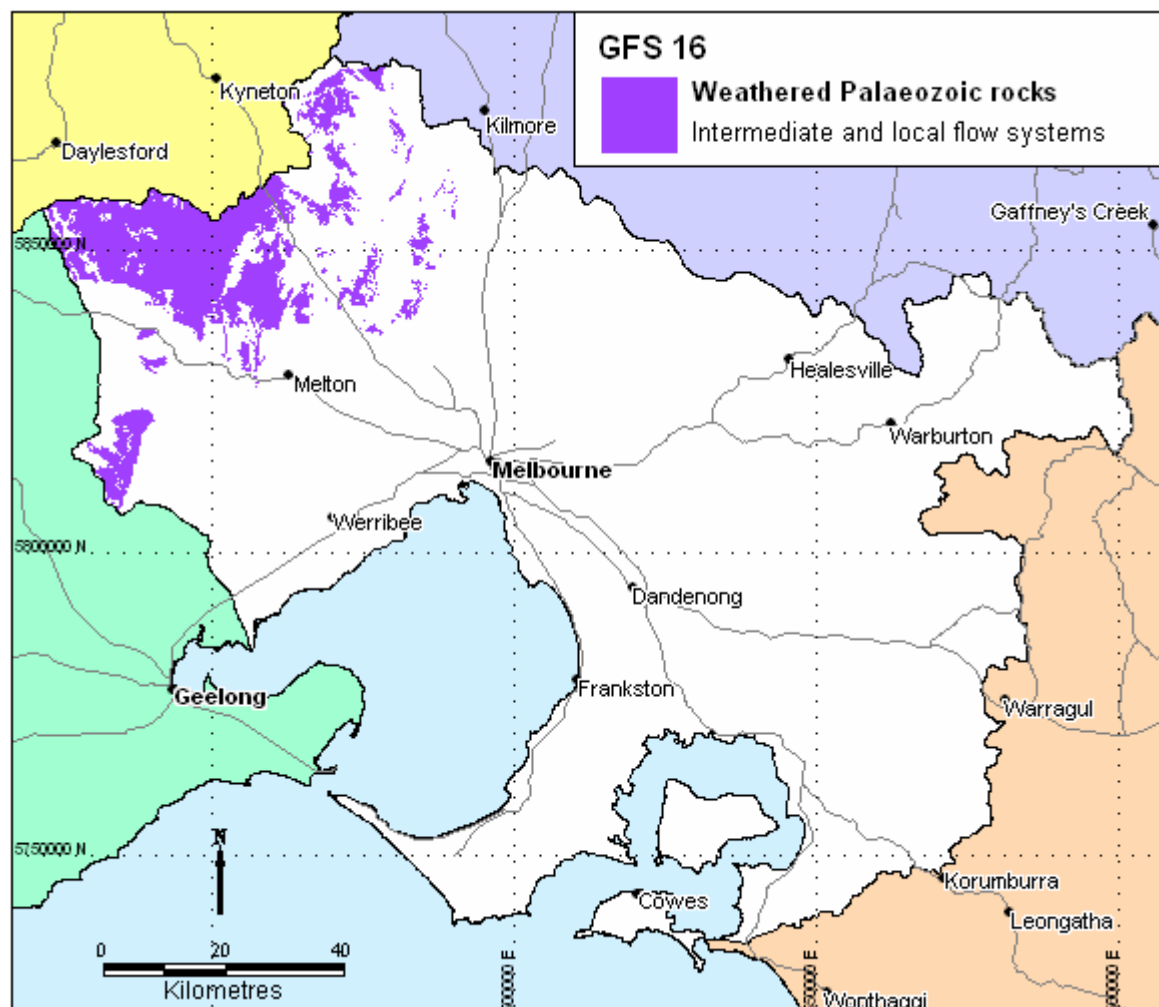 GFS 16
Weathered Palaeozoic rocks
Intermediate and local flow systems
Kyneton
Kilmore
Daylesford
Gaffney's Creek
5850000 N
Healesville
Melton
Warburton
Melbourne
Werribee
5800000 N
Dandenong
Geelong
Frankston
Warragul
N
5750000 N
Korumburra
Cowes
Leongatha
0 20 40
Kilometres
Wonthaggi